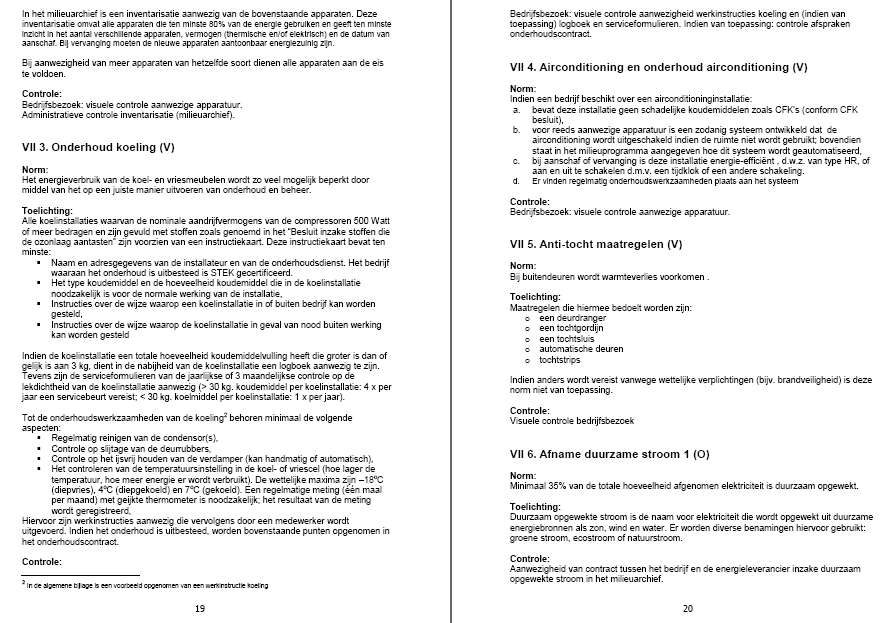 In het milieuarchief is een inventarisatie aanwezig van de bovenstaande apparaten. Deze
inventarisatie omvat alle apparaten die ten minste 80% van de energie gebruiken en geeft ten minste
inzicht in het aantal verschillende apparaten, vermogen (thermische en/of elektrisch) en de datum van
aanschaf. Bij vervanging moeten de nieuwe apparaten aantoonbaar energiezuinig zijn.
Bij aanwezigheid van meer apparaten van hetzelfde soort dienen alle apparaten aan de eis
te voldoen.
Controle:
Bedrijfsbezoek: visuele controle aanwezige apparatuur.
Administratieve controle inventarisatie (milieuarchief).
VII 3. Onderhoud koeling (V)
Norm:
Het energieverbruik van de koel- en vriesmeubelen wordt zo veel mogelijk beperkt door
middel van het op een juiste manier uitvoeren van onderhoud en beheer.
Toelichting:
Alle koelinstallaties waarvan de nominale aandrijfvermogens van de compressoren 500 Watt
of meer bedragen en zijn gevuld met stoffen zoals genoemd in het "Besluit inzake stoffen die
de ozonlaag aantasten" zijn voorzien van een instructiekaart. Deze instructiekaart bevat ten
minste:
▪ Naam en adresgegevens van de installateur en van de onderhoudsdienst. Het bedrijf
waaraan het onderhoud is uitbesteed is STEK gecertificeerd.
▪ Het type koudemiddel en de hoeveelheid koudemiddel die in de koelinstallatie
noodzakelijk is voor de normale werking van de installatie,
▪ Instructies over de wijze waarop een koelinstallatie in of buiten bedrijf kan worden
gesteld,
▪ Instructies over de wijze waarop de koelinstallatie in geval van nood buiten werking
kan worden gesteld
Indien de koelinstallatie een totale hoeveelheid koudemiddelvulling heeft die groter is dan of
gelijk is aan 3 kg, dient in de nabijheid van de koelinstallatie een logboek aanwezig te zijn.
Tevens zijn de serviceformulieren van de jaarlijkse of 3 maandelijkse controle op de
lekdichtheid van de koelinstallatie aanwezig (> 30 kg. koudemiddel per koelinstallatie: 4 x per
jaar een servicebeurt vereist; < 30 kg. koelmiddel per koelinstallatie: 1 x per jaar).
Tot de onderhoudswerkzaamheden van de koeling² behoren minimaal de volgende
aspecten:
▪ Regelmatig reinigen van de condensor(s),
▪ Controle op slijtage van de deurrubbers,
▪ Controle op het ijsvrij houden van de verdamper (kan handmatig of automatisch),
▪ Het controleren van de temperatuursinstelling in de koel- of vriescel (hoe lager de
temperatuur, hoe meer energie er wordt verbruikt). De wettelijke maxima zijn –18ºC
(diepvries), 4ºC (diepgekoeld) en 7ºC (gekoeld). Een regelmatige meting (één maal
per maand) met geijkte thermometer is noodzakelijk; het resultaat van de meting
wordt geregistreerd,
Hiervoor zijn werkinstructies aanwezig die vervolgens door een medewerker wordt
uitgevoerd. Indien het onderhoud is uitbesteed, worden bovenstaande punten opgenomen in
het onderhoudscontract.
Controle:
² In de algemene bijlage is een voorbeeld opgenomen van een werkinstructie koeling
19
Bedrijfsbezoek: visuele controle aanwezigheid werkinstructies koeling en (indien van
toepassing) logboek en serviceformulieren. Indien van toepassing: controle afspraken
onderhoudscontract.
VII 4. Airconditioning en onderhoud airconditioning (V)
Norm:
Indien een bedrijf beschikt over een airconditioninginstallatie:
a. bevat deze installatie geen schadelijke koudemiddelen zoals CFK's (conform CFK
besluit),
b. voor reeds aanwezige apparatuur is een zodanig systeem ontwikkeld dat de
airconditioning wordt uitgeschakeld indien de ruimte niet wordt gebruikt; bovendien
staat in het milieuprogramma aangegeven hoe dit systeem wordt geautomatiseerd,
c. bij aanschaf of vervanging is deze installatie energie-efficiënt , d.w.z. van type HR, of
aan en uit te schakelen d.m.v. een tijdklok of een andere schakeling.
d. Er vinden regelmatig onderhoudswerkzaamheden plaats aan het systeem
Controle:
Bedrijfsbezoek: visuele controle aanwezige apparatuur.
VII 5. Anti-tocht maatregelen (V)
Norm:
Bij buitendeuren wordt warmteverlies voorkomen .
Toelichting:
Maatregelen die hiermee bedoelt worden zijn:
o een deurdranger
o een tochtgordijn
o een tochtsluis
o automatische deuren
o tochtstrips
Indien anders wordt vereist vanwege wettelijke verplichtingen (bijv. brandveiligheid) is deze
norm niet van toepassing.
Controle:
Visuele controle bedrijfsbezoek
VII 6. Afname duurzame stroom 1 (O)
Norm:
Minimaal 35% van de totale hoeveelheid afgenomen elektriciteit is duurzaam opgewekt.
Toelichting:
Duurzaam opgewekte stroom is de naam voor elektriciteit die wordt opgewekt uit duurzame
energiebronnen als zon, wind en water. Er worden diverse benamingen hiervoor gebruikt:
groene stroom, ecostroom of natuurstroom.
Controle:
Aanwezigheid van contract tussen het bedrijf en de energieleverancier inzake duurzaam
opgewekte stroom in het milieuarchief.
20